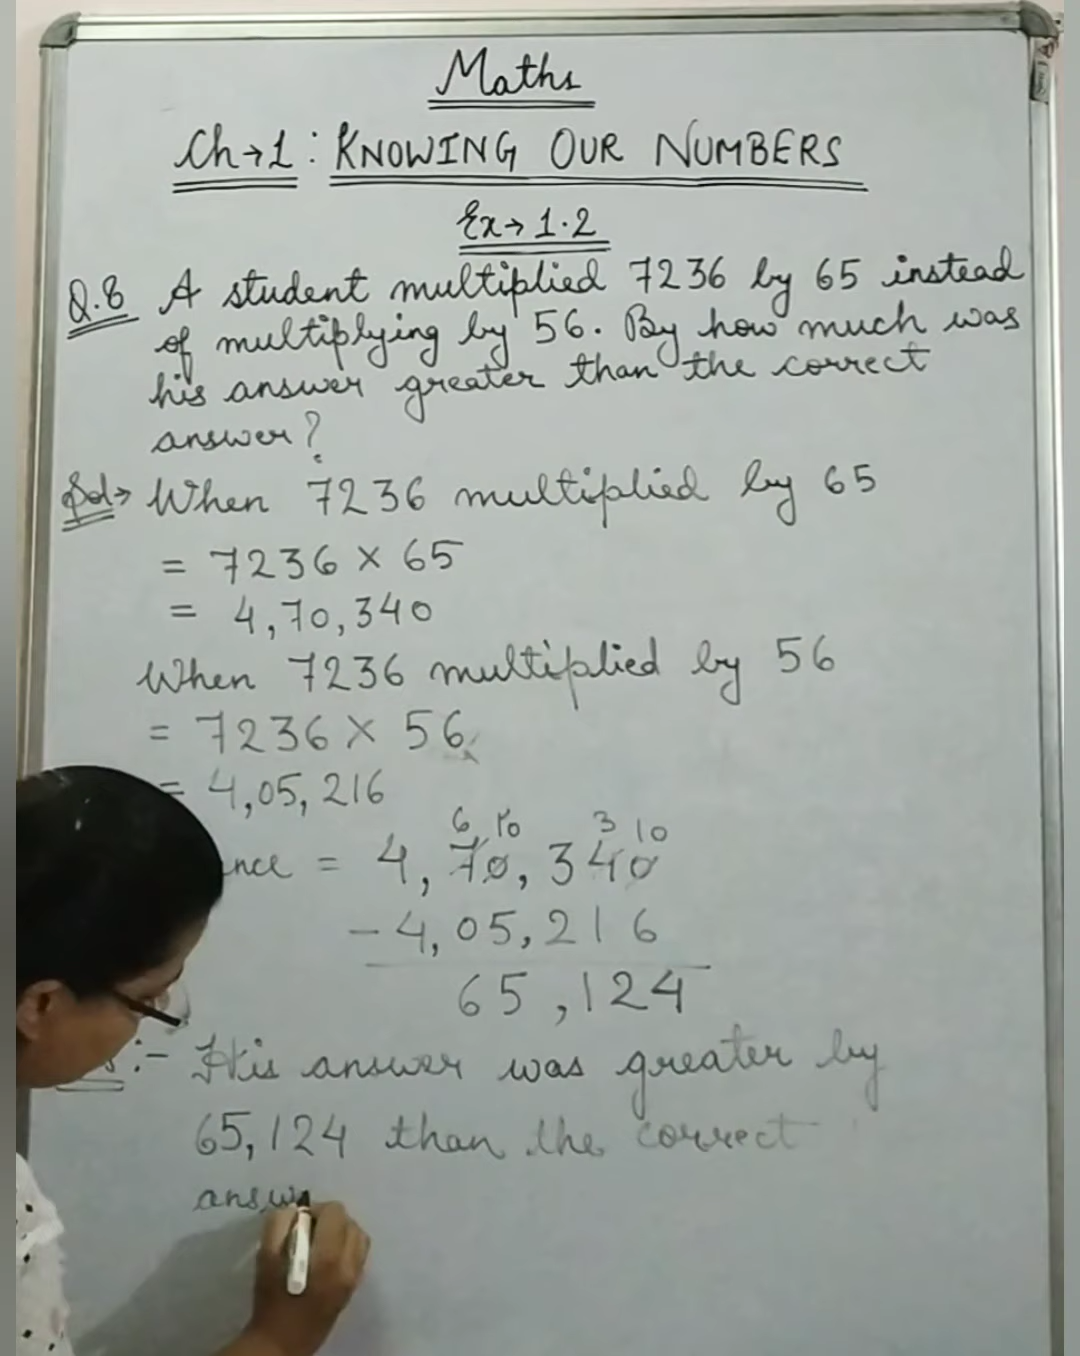 Maths
Ch→1 : KNOWING OUR NUMBERS
Ex→ 1.2
Q.8 A student multiplied 7236 by 65 instead
of multiplying by 56. By how much was
his answer greater than the correct
answer?
Sol→ When 7236 multiplied by 65
= 7236 × 65
= 4,70,340
When 7236 multiplied by 56
= 7236 × 56
= 4,05,216
6 10 3 10
nce = 4,70,340
- 4,05,216
65,124
:- His answer was greater by
65,124 than the correct
answ